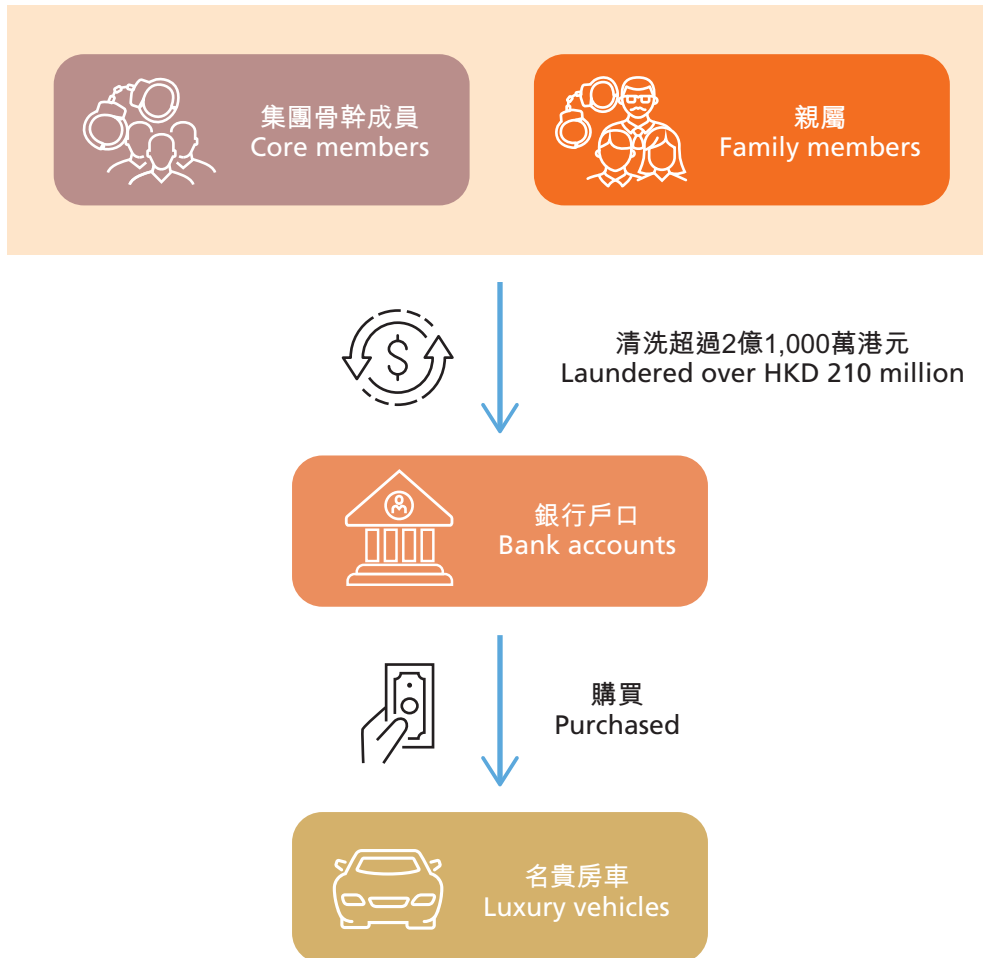 集團骨幹成員
Core members
親屬
Family members
清洗超過2億1,000萬港元
Laundered over HKD 210 million
銀行戶口
Bank accounts
購買
Purchased
名貴房車
Luxury vehicles